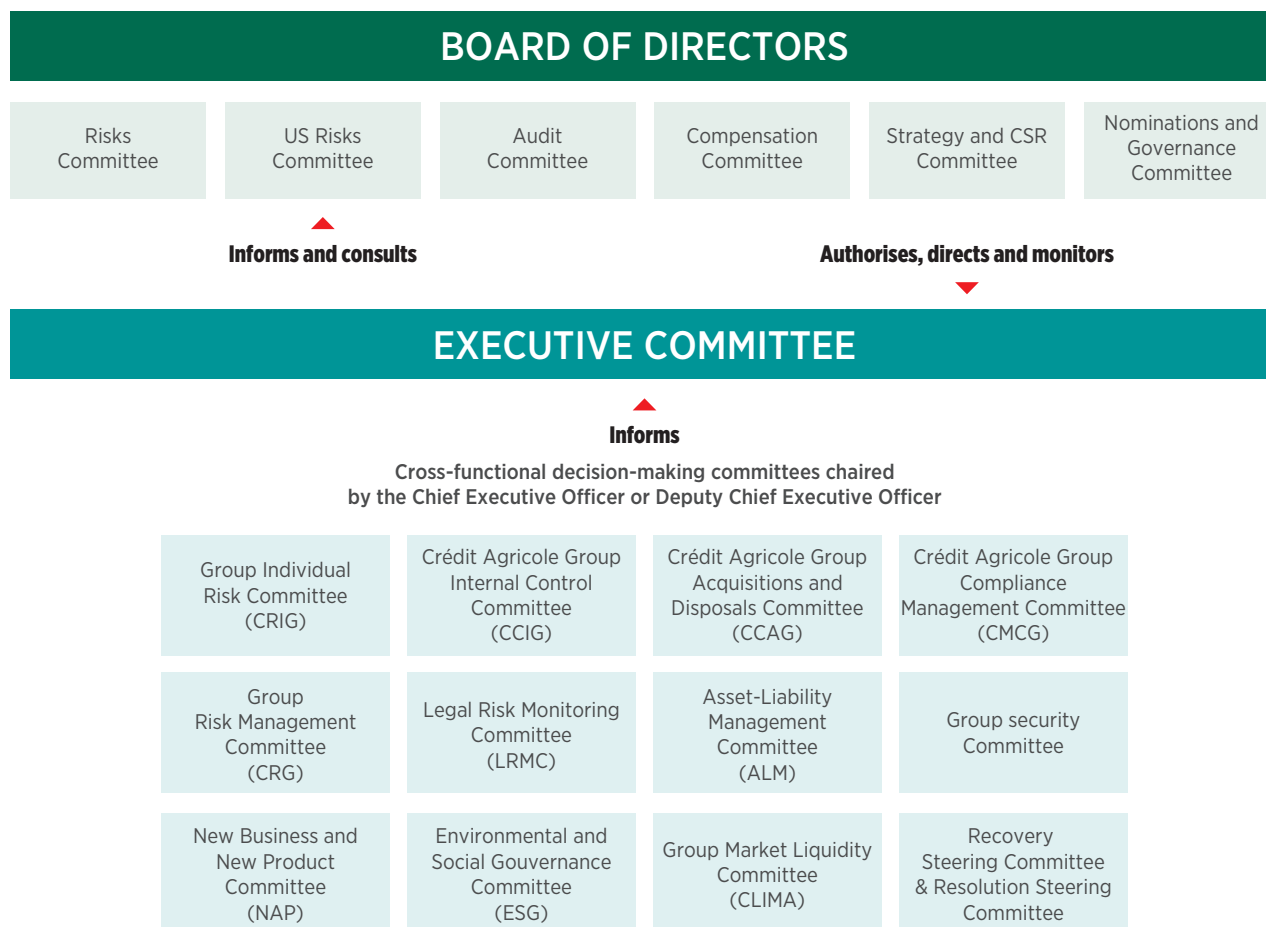 BOARD OF DIRECTORS
Risks
Committee
US Risks
Committee
Audit
Committee
Compensation
Committee
Strategy and CSR
Committee
Nominations and
Governance
Committee
Informs and consults
Authorises, directs and monitors
EXECUTIVE COMMITTEE
Informs
Cross-functional decision-making committees chaired
by the Chief Executive Officer or Deputy Chief Executive Officer
Group Individual
Risk Committee
(CRIG)
Crédit Agricole Group
Internal Control
Committee
(CCIG)
Crédit Agricole Group
Acquisitions and
Disposals Committee
(CCAG)
Crédit Agricole Group
Compliance
Management Committee
(CMCG)
Group
Risk Management
Committee
(CRG)
Legal Risk Monitoring
Committee
(LRMC)
Asset-Liability
Management
Committee
(ALM)
Group security
Committee
New Business and
New Product
Committee
(NAP)
Environmental and
Social Gouvernance
Committee
(ESG)
Group Market Liquidity
Committee
(CLIMA)
Recovery
Steering Committee
& Resolution Steering
Committee